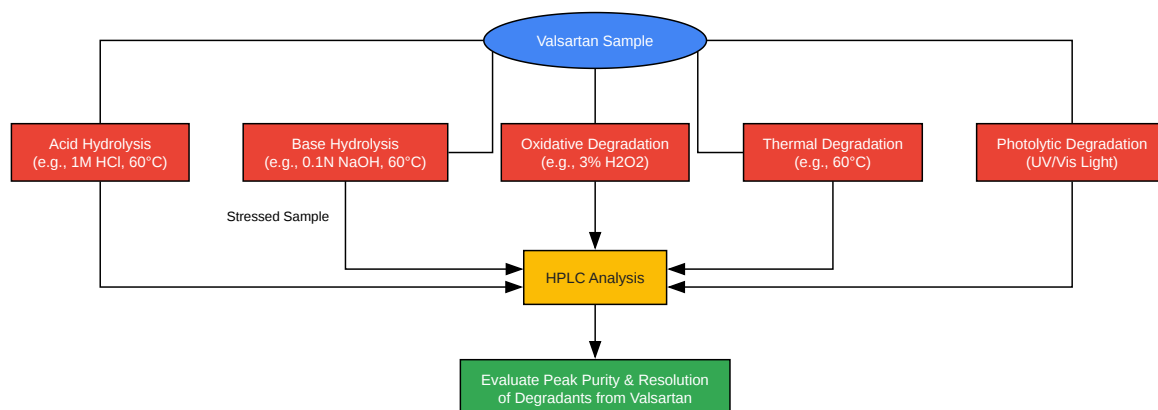 Valsartan Sample
Acid Hydrolysis
(e.g., 1M HCl, 60°C)
Base Hydrolysis
(e.g., 0.1N NaOH, 60°C)
Oxidative Degradation
(e.g., 3% H2O2)
Thermal Degradation
(e.g., 60°C)
Photolytic Degradation
(UV/Vis Light)
Stressed Sample
HPLC Analysis
Evaluate Peak Purity & Resolution
of Degradants from Valsartan